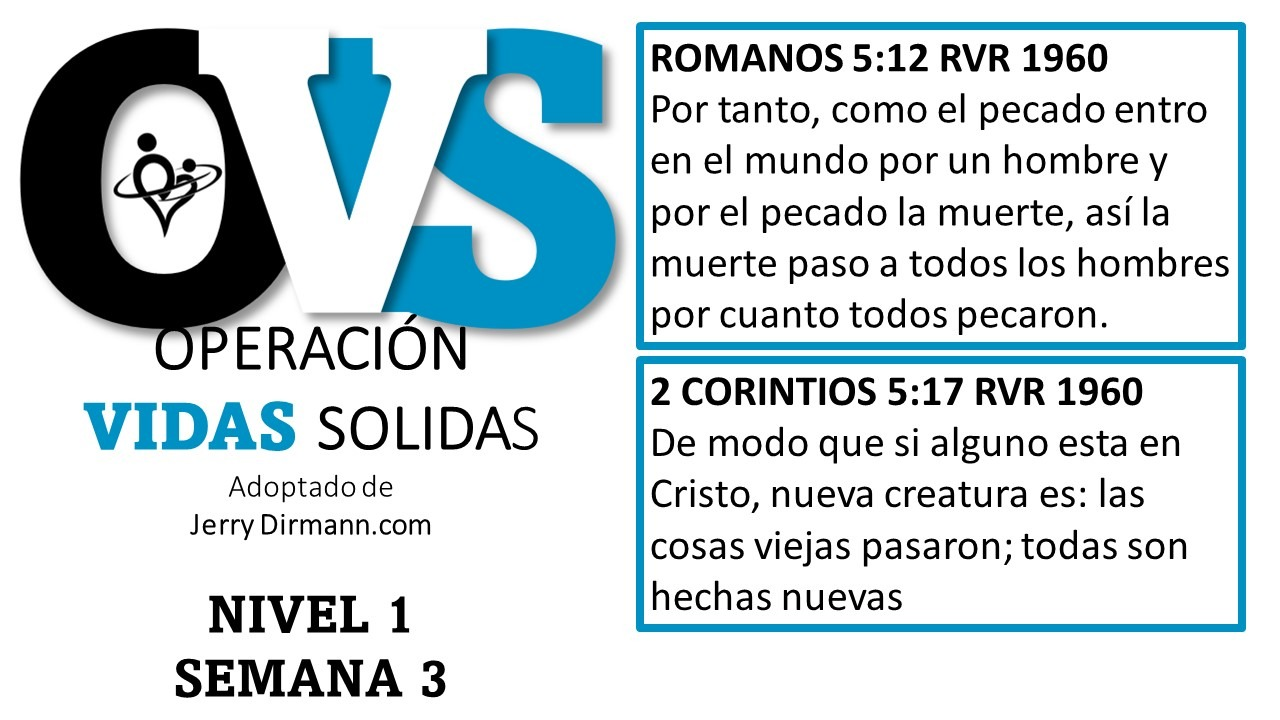 OVS
OPERACIÓN
VIDAS SOLIDAS
Adoptado de
Jerry Dirmann.com
NIVEL 1
SEMANA 3
ROMANOS 5:12 RVR 1960
Por tanto, como el pecado entro
en el mundo por un hombre y
por el pecado la muerte, así la
muerte paso a todos los hombres
por cuanto todos pecaron.
2 CORINTIOS 5:17 RVR 1960
De modo que si alguno esta en
Cristo, nueva creatura es: las
cosas viejas pasaron; todas son
hechas nuevas